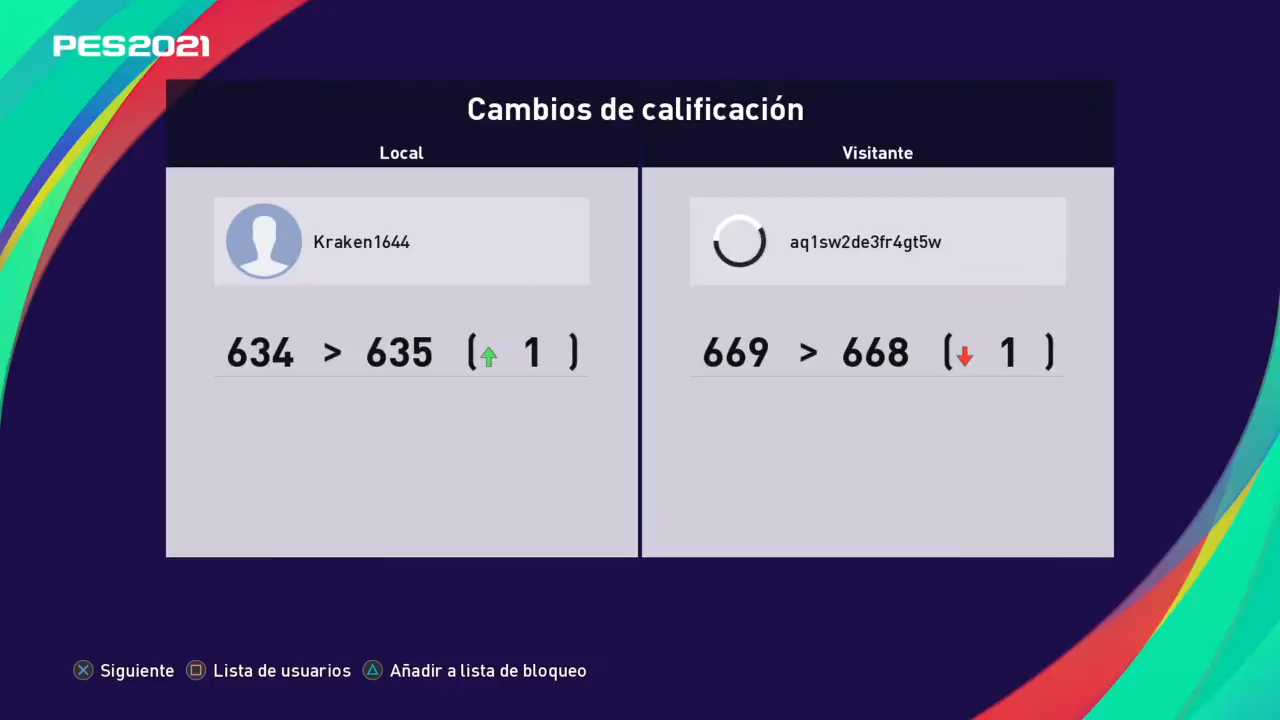 PES2021
Cambios de calificación
Local
Visitante
Kraken1644
aq1sw2de3fr4gt5w
634 > 635 ( 1 )
669 > 668 ( 1 )
Siguiente Lista de usuarios Añadir a lista de bloqueo